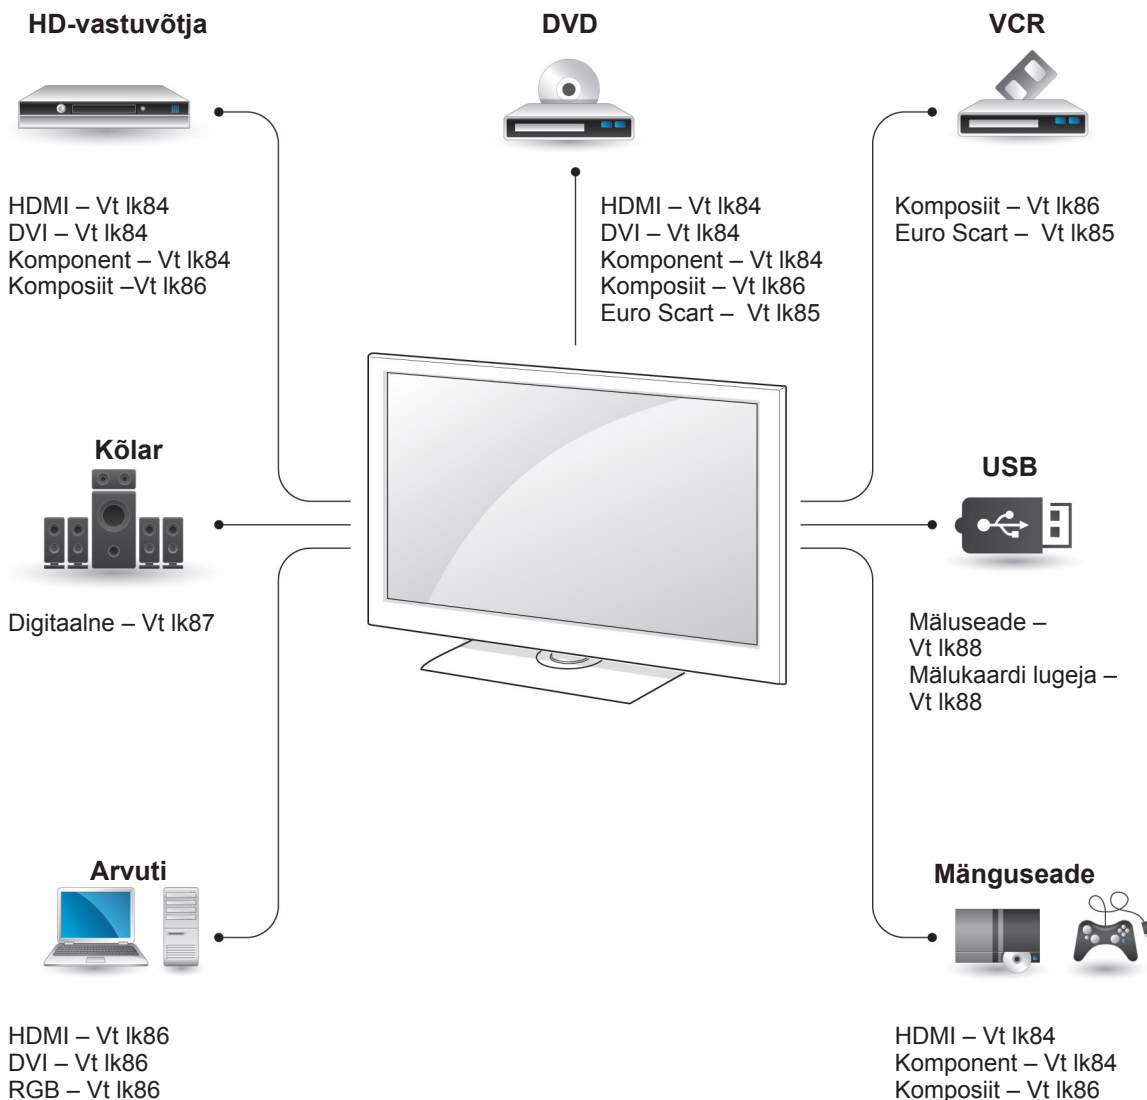 HD-vastuvõtja
HDMI – Vt lk84
DVI – Vt lk84
Komponent – Vt lk84
Komposiit –Vt lk86
DVD
HDMI – Vt lk84
DVI – Vt lk84
Komponent – Vt lk84
Komposiit – Vt lk86
Euro Scart – Vt lk85
VCR
Komposiit – Vt lk86
Euro Scart – Vt lk85
Kõlar
Digitaalne – Vt lk87
USB
Mäluseade –
Vt lk88
Mälukaardi lugeja –
Vt lk88
Arvuti
HDMI – Vt lk86
DVI – Vt lk86
RGB – Vt lk86
Mänguseade
HDMI – Vt lk84
Komponent – Vt lk84
Komposiit – Vt lk86